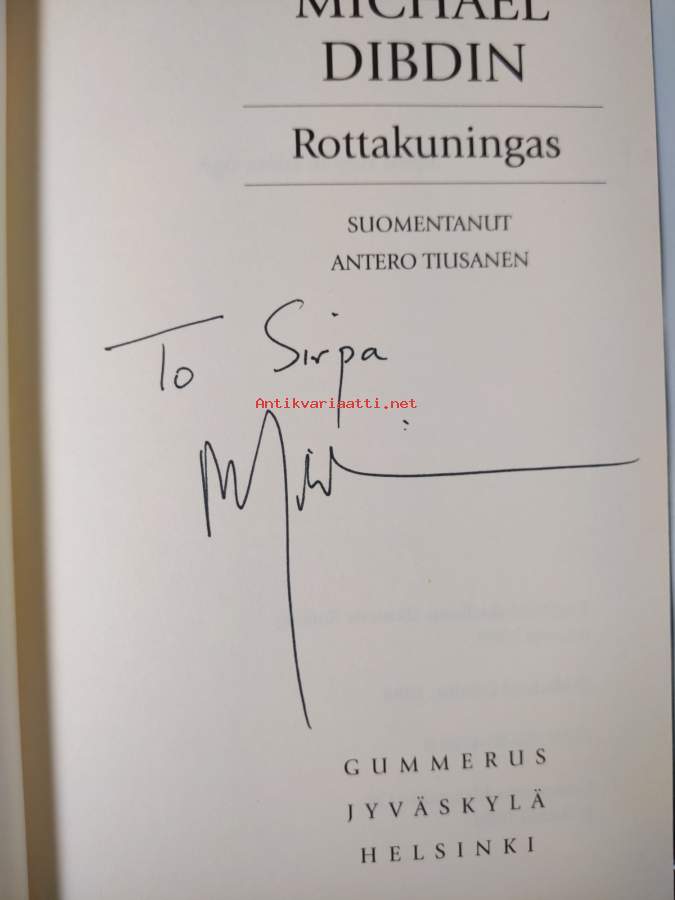 MICHAEL
DIBDIN
Rottakuningas
SUOMENTANUT
ANTERO TIUSANEN
To Sirpa
Antikvariaatti.net
GUMMERUS
JYVÄSKYLÄ
HELSINKI